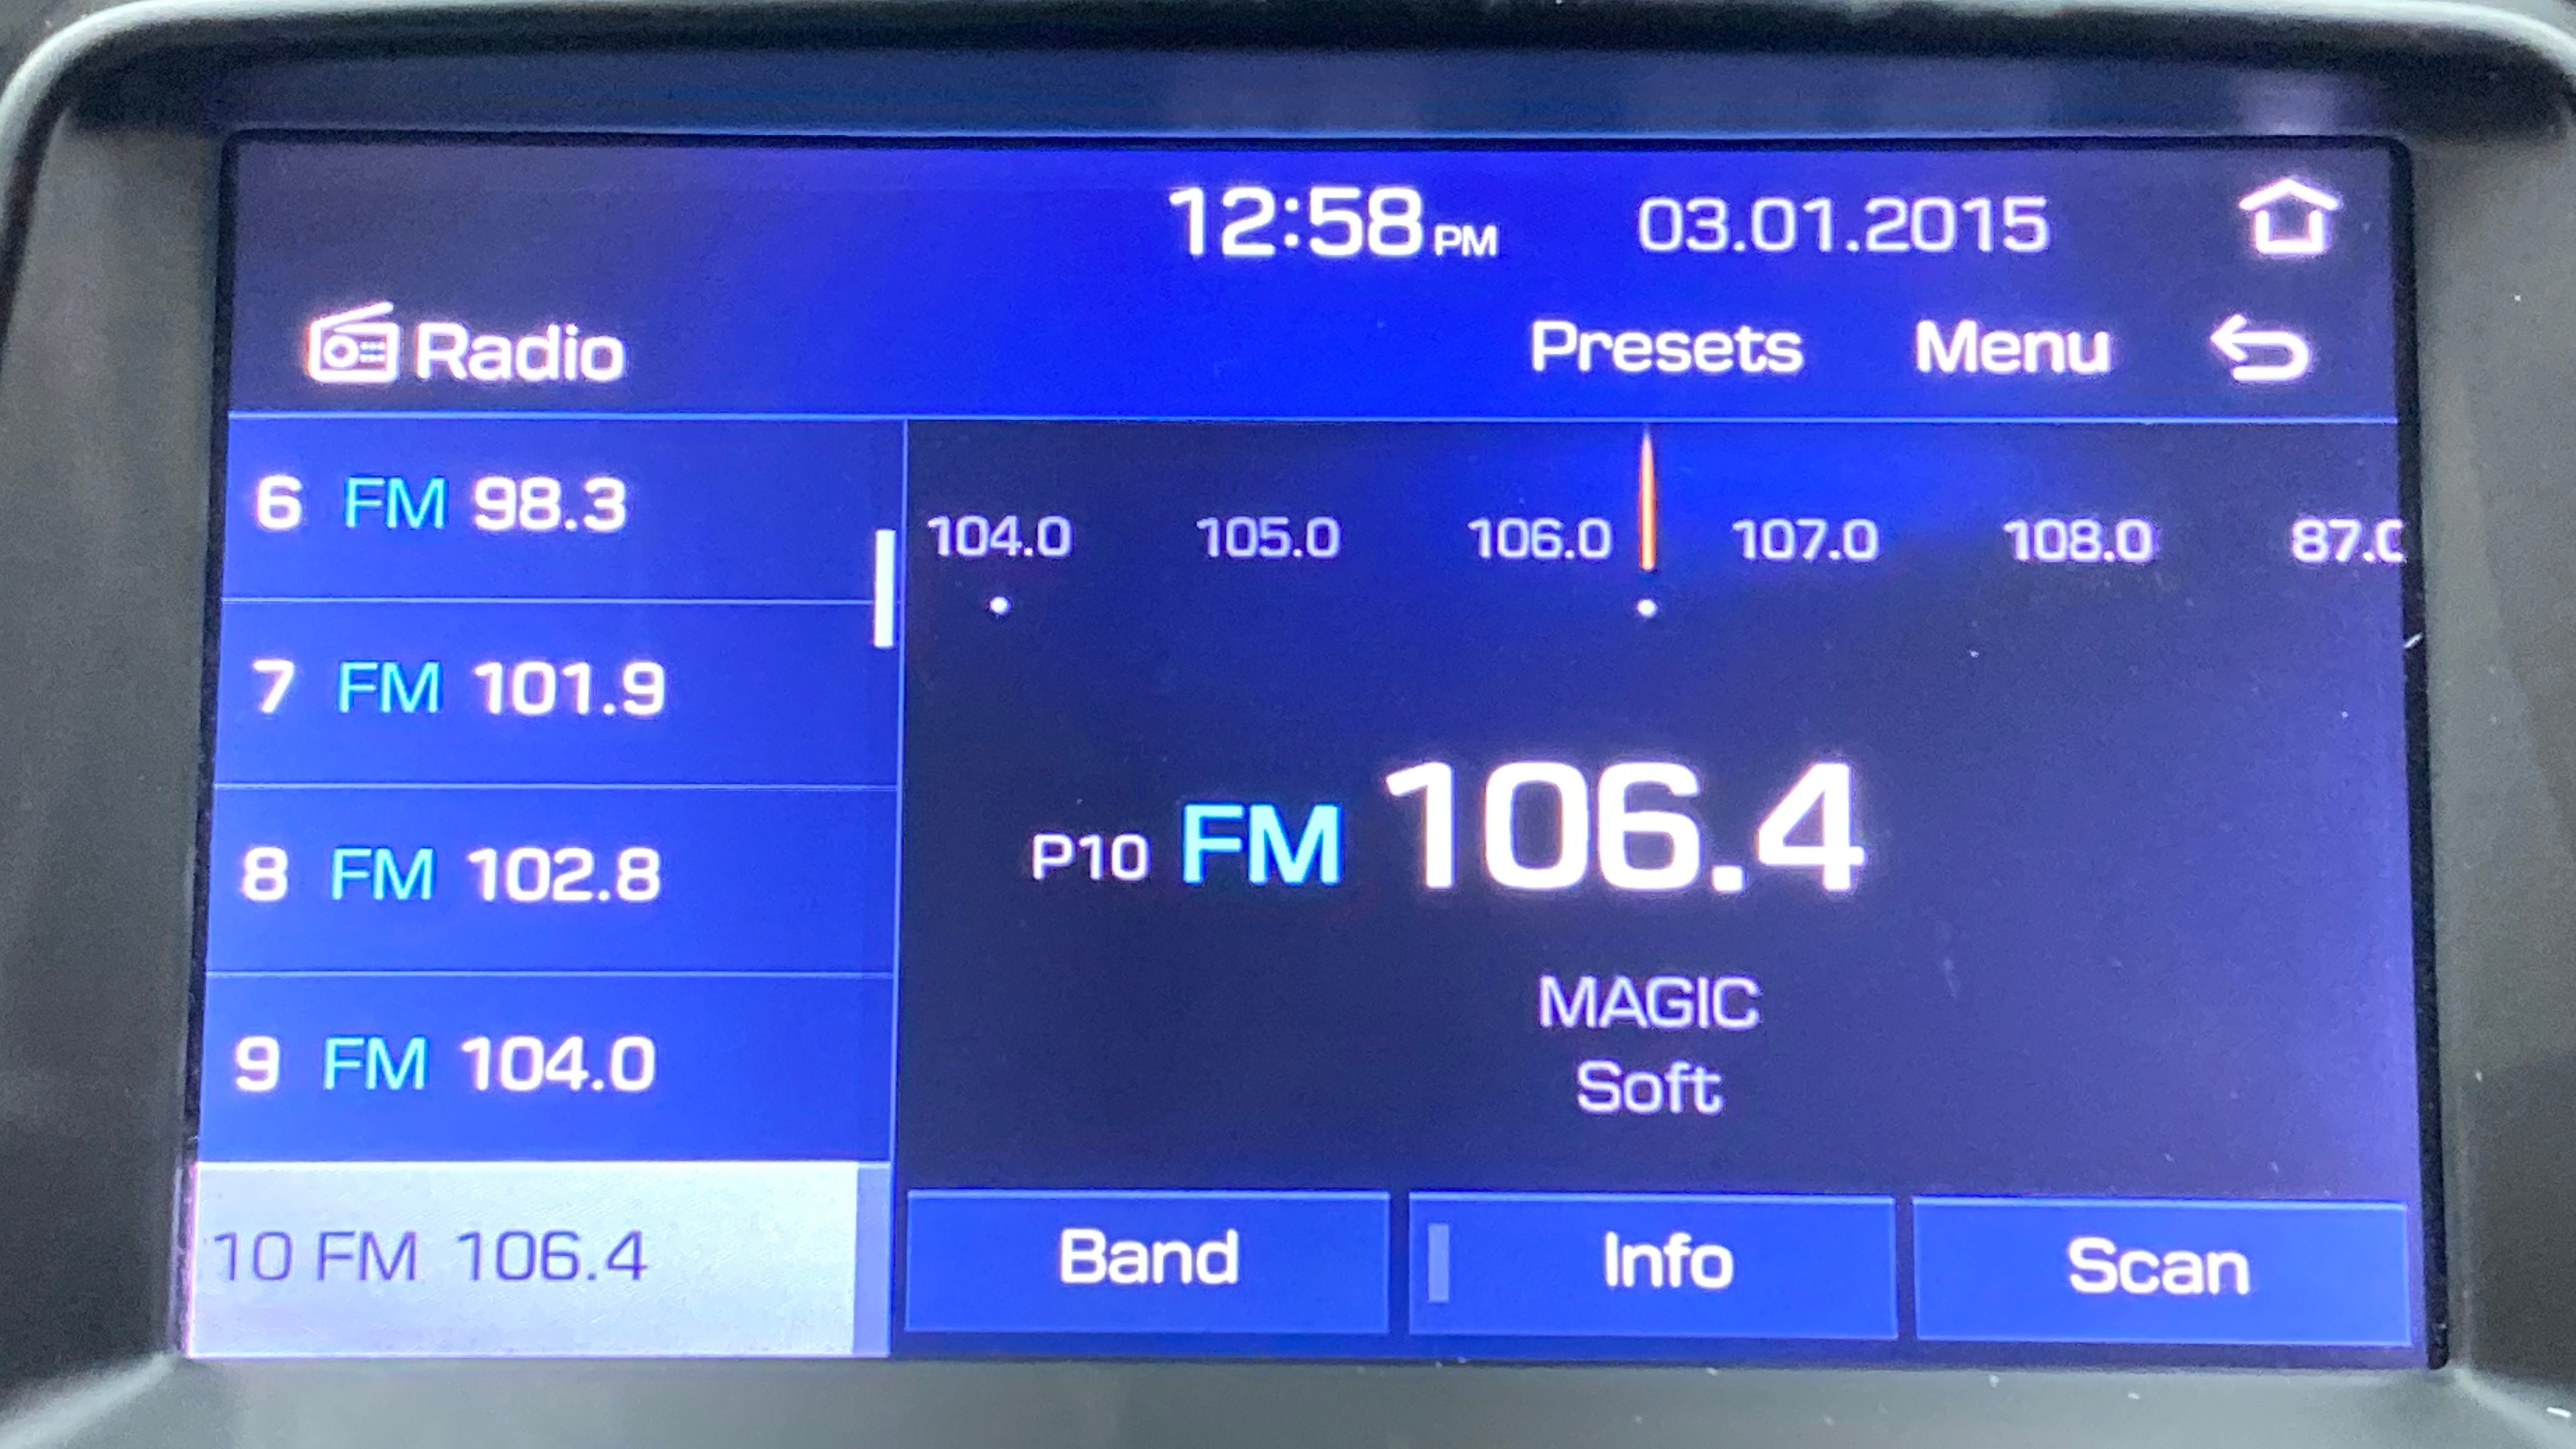 12:58 PM 03.01.2015
Radio Presets Menu
6 FM 98.3
7 FM 101.9
8 FM 102.8
9 FM 104.0
10 FM 106.4
104.0 105.0 106.0 107.0 108.0 87.0
P10 FM 106.4
MAGIC
Soft
Band Info Scan